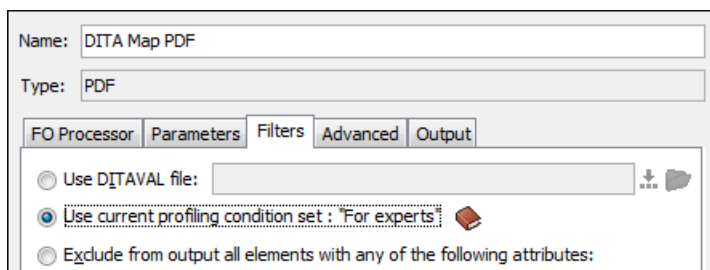 Name: DITA Map PDF
Type: PDF
FO Processor Parameters Filters Advanced Output
Use DITAVAL file:
Use current profiling condition set : "For experts"
Exclude from output all elements with any of the following attributes: